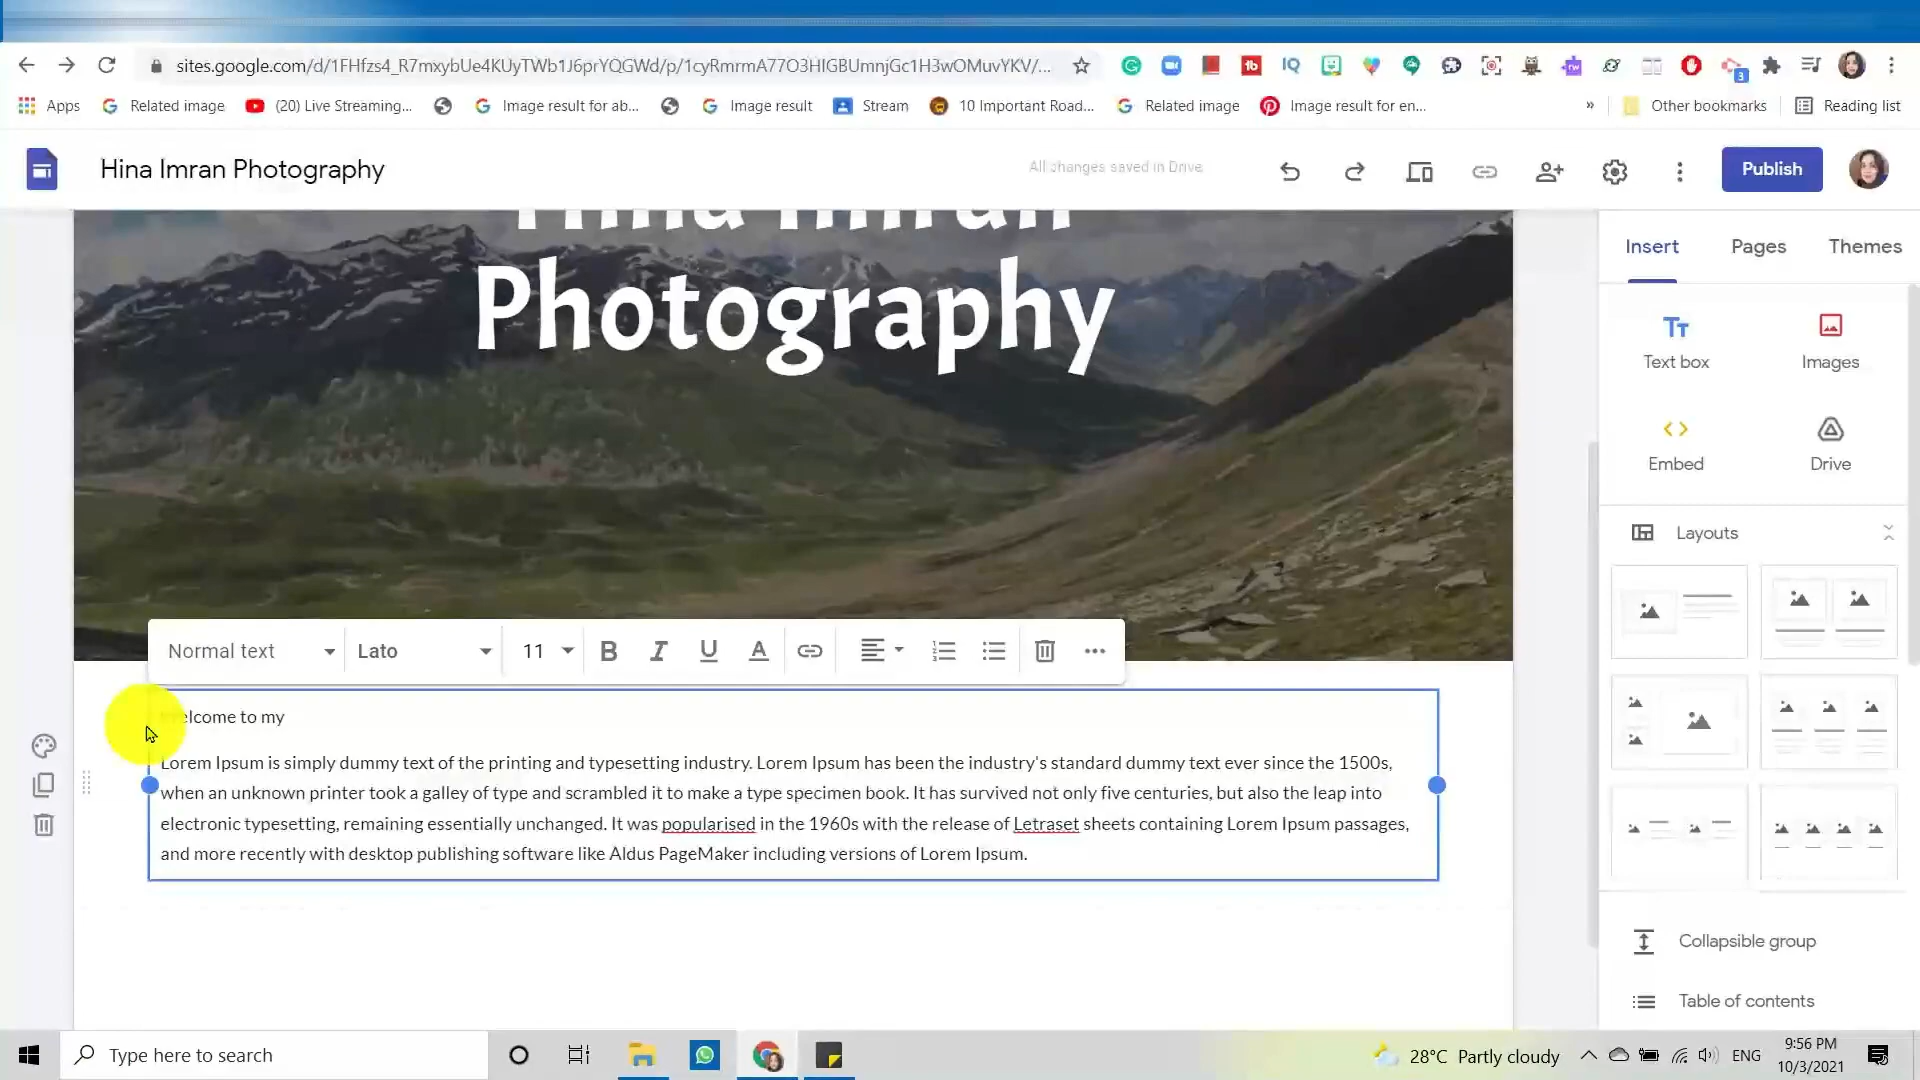 sites.google.com/d/1FHfzs4_R7mxybUe4KUyTWb1J6prYQGWd/p/1cyRmrmA77O3HIGBUmnjGc1H3wOMuvYKV/...
3
Apps
Related image
(20) Live Streaming...
Image result for ab...
Image result
Stream
10 Important Road...
Related image
Image result for en...
»
Other bookmarks
Reading list
Hina Imran Photography
All changes saved in Drive
Publish
Insert
Pages
Themes
Hina Imran
Photography
Text box
Images
Embed
Drive
Layouts
Normal text
Lato
11
elcome to my
Lorem Ipsum is simply dummy text of the printing and typesetting industry. Lorem Ipsum has been the industry's standard dummy text ever since the 1500s,
when an unknown printer took a galley of type and scrambled it to make a type specimen book. It has survived not only five centuries, but also the leap into
electronic typesetting, remaining essentially unchanged. It was popularised in the 1960s with the release of Letraset sheets containing Lorem Ipsum passages,
and more recently with desktop publishing software like Aldus PageMaker including versions of Lorem Ipsum.
Collapsible group
Table of contents
Type here to search
28°C Partly cloudy
ENG
9:56 PM
10/3/2021